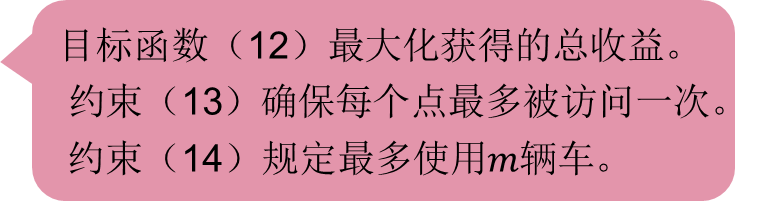 目标函数（12）最大化获得的总收益。
约束（13）确保每个点最多被访问一次。
约束（14）规定最多使用m辆车。